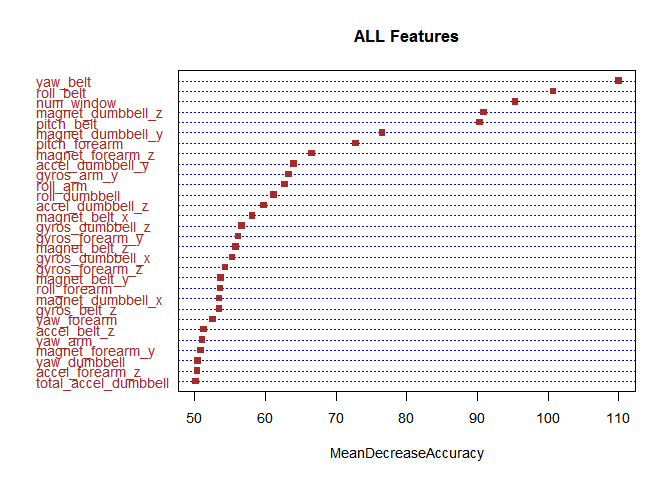 ALL Features
yaw_belt
roll_belt
num_window
magnet_dumbbell_z
pitch_belt
magnet_dumbbell_y
pitch_forearm
magnet_forearm_z
accel_dumbbell_y
gyros_arm_y
roll_arm
roll_dumbbell
accel_dumbbell_z
magnet_belt_x
gyros_dumbbell_z
gyros_forearm_y
magnet_belt_z
gyros_dumbbell_x
gyros_forearm_z
magnet_belt_y
roll_forearm
magnet_dumbbell_x
gyros_belt_z
yaw_forearm
accel_belt_z
yaw_arm
magnet_forearm_y
yaw_dumbbell
accel_forearm_z
total_accel_dumbbell
50 60 70 80 90 100 110
MeanDecreaseAccuracy